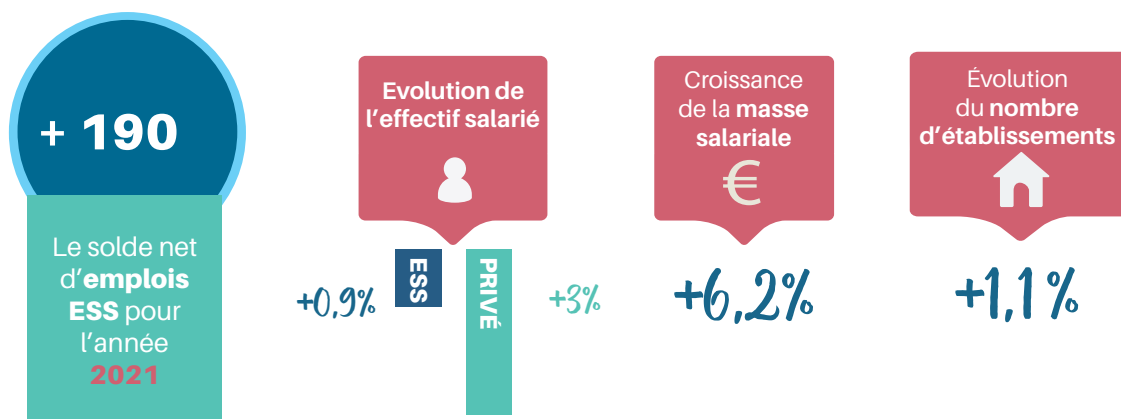 + 190
Le solde net
d'emplois
ESS pour
l'année
2021
Evolution de
l'effectif salarié
+0,9%
ESS
PRIVÉ
+3%
Croissance
de la masse
salariale
€
+6,2%
Évolution
du nombre
d'établissements
+1,1%